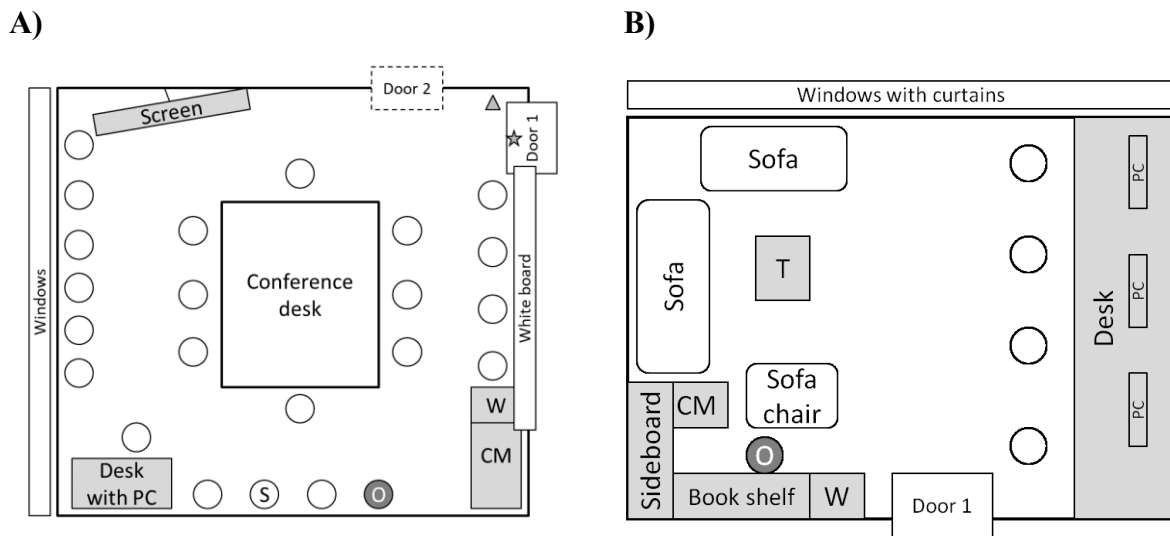 A)
B)
Windows
Screen
Door 2
Door 1
Conference
desk
White board
W
CM
Desk
with PC
S
O
Windows with curtains
Sofa
Sofa
T
PC
PC
PC
Desk
Sofa
chair
CM
Sideboard
O
Book shelf
W
Door 1